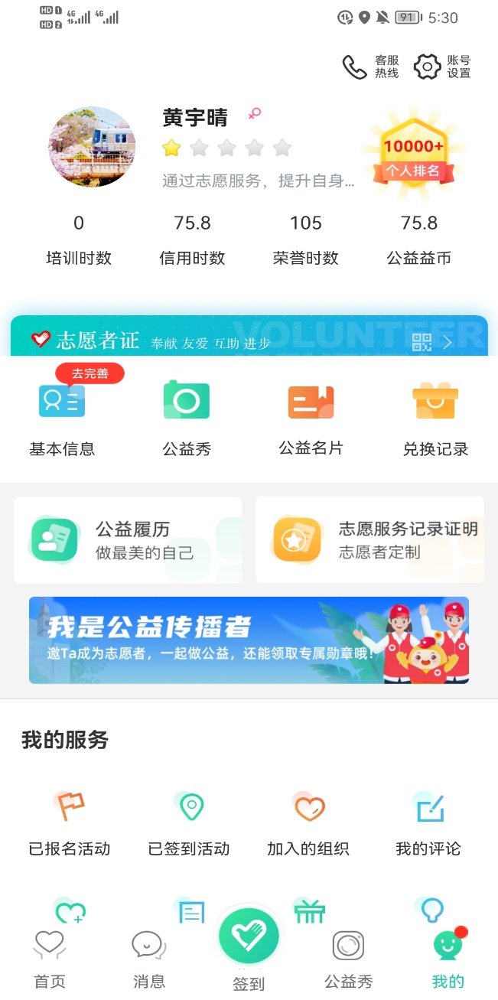 HD 1
HD 2
4G
4G
91
5:30
客服
热线
账号
设置
黄宇晴
10000+
个人排名
通过志愿服务，提升自身...
0
75.8
105
75.8
培训时数
信用时数
荣誉时数
公益益币
VOLUNTEER
志愿者证
奉献 友爱 互助 进步
去完善
基本信息
公益秀
公益名片
兑换记录
公益履历
做最美的自己
志愿服务记录证明
志愿者定制
我是公益传播者
邀Ta成为志愿者，一起做公益，还能领取专属勋章哦！
我的服务
已报名活动
已签到活动
加入的组织
我的评论
首页
消息
签到
公益秀
我的